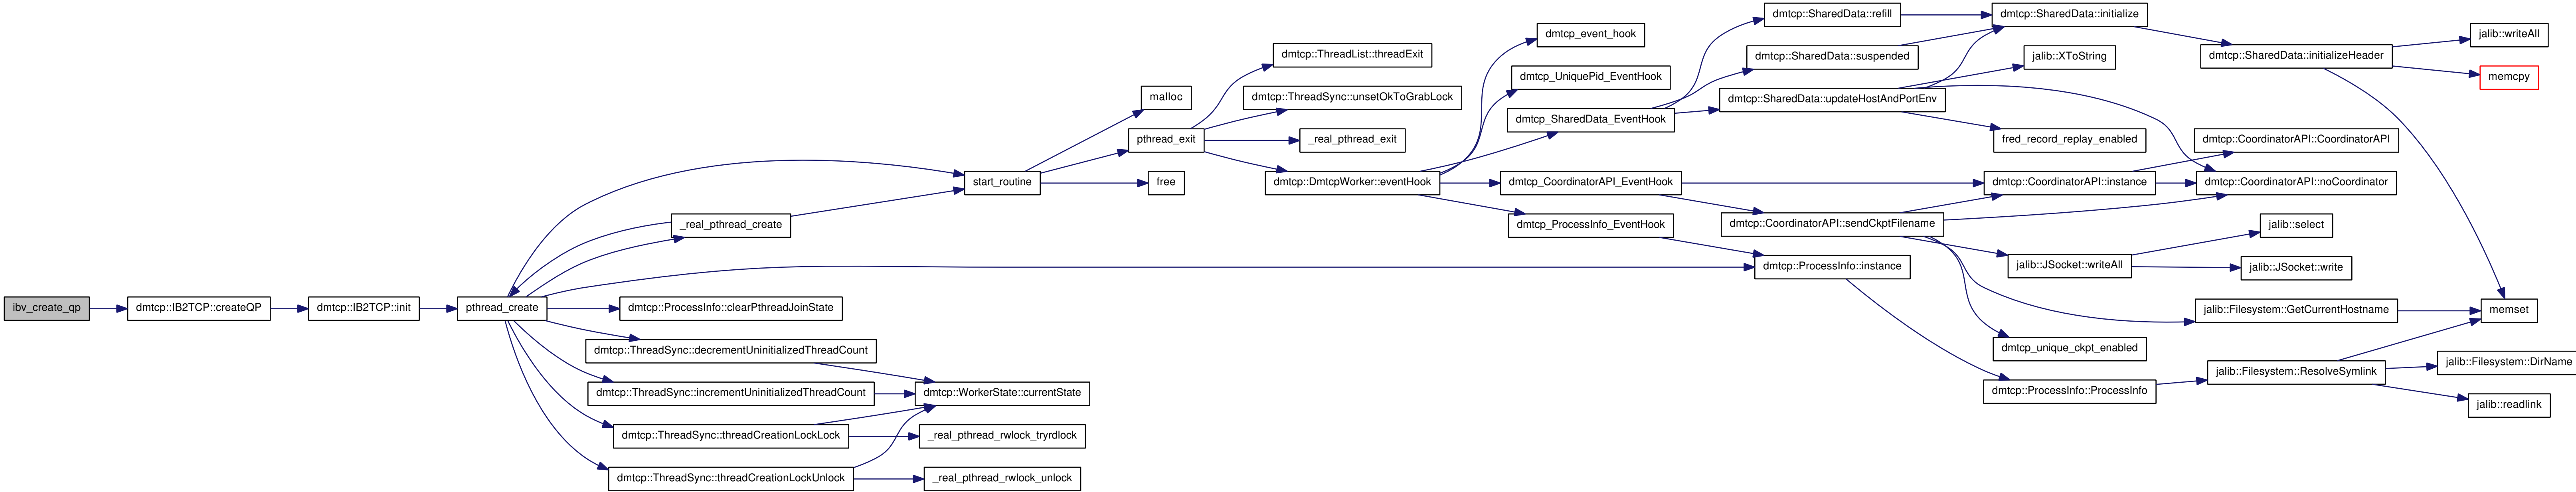 ibv_create_qp
dmtcp::IB2TCP::createQP
dmtcp::IB2TCP::init
pthread_create
_real_pthread_create
dmtcp::ProcessInfo::clearPthreadJoinState
dmtcp::ThreadSync::decrementUninitializedThreadCount
dmtcp::ThreadSync::incrementUninitializedThreadCount
dmtcp::ThreadSync::threadCreationLockLock
dmtcp::ThreadSync::threadCreationLockUnlock
start_routine
dmtcp::WorkerState::currentState
_real_pthread_rwlock_tryrdlock
_real_pthread_rwlock_unlock
malloc
pthread_exit
free
dmtcp::ThreadList::threadExit
dmtcp::ThreadSync::unsetOkToGrabLock
_real_pthread_exit
dmtcp::DmtcpWorker::eventHook
dmtcp_event_hook
dmtcp_UniquePid_EventHook
dmtcp_SharedData_EventHook
dmtcp_CoordinatorAPI_EventHook
dmtcp_ProcessInfo_EventHook
dmtcp::SharedData::refill
dmtcp::SharedData::suspended
dmtcp::SharedData::updateHostAndPortEnv
dmtcp::CoordinatorAPI::sendCkptFilename
dmtcp::ProcessInfo::instance
dmtcp::SharedData::initialize
jalib::XToString
fred_record_replay_enabled
dmtcp::CoordinatorAPI::instance
jalib::JSocket::writeAll
dmtcp_unique_ckpt_enabled
dmtcp::ProcessInfo::ProcessInfo
dmtcp::SharedData::initializeHeader
dmtcp::CoordinatorAPI::CoordinatorAPI
dmtcp::CoordinatorAPI::noCoordinator
jalib::select
jalib::JSocket::write
jalib::Filesystem::GetCurrentHostname
jalib::Filesystem::ResolveSymlink
jalib::writeAll
memcpy
memset
jalib::Filesystem::DirName
jalib::readlink